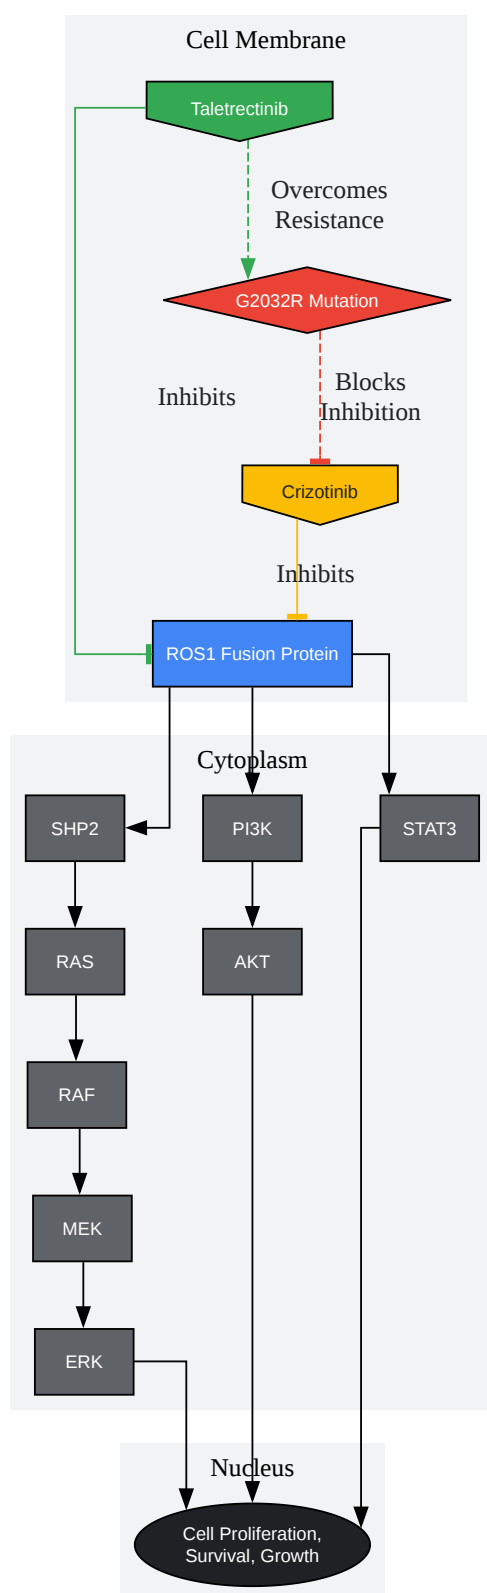 Cell Membrane
Taletrectinib
Overcomes
Resistance
G2032R Mutation
Inhibits
Blocks
Inhibition
Crizotinib
Inhibits
ROS1 Fusion Protein
Cytoplasm
SHP2
PI3K
STAT3
RAS
AKT
RAF
MEK
ERK
Nucleus
Cell Proliferation,
Survival, Growth